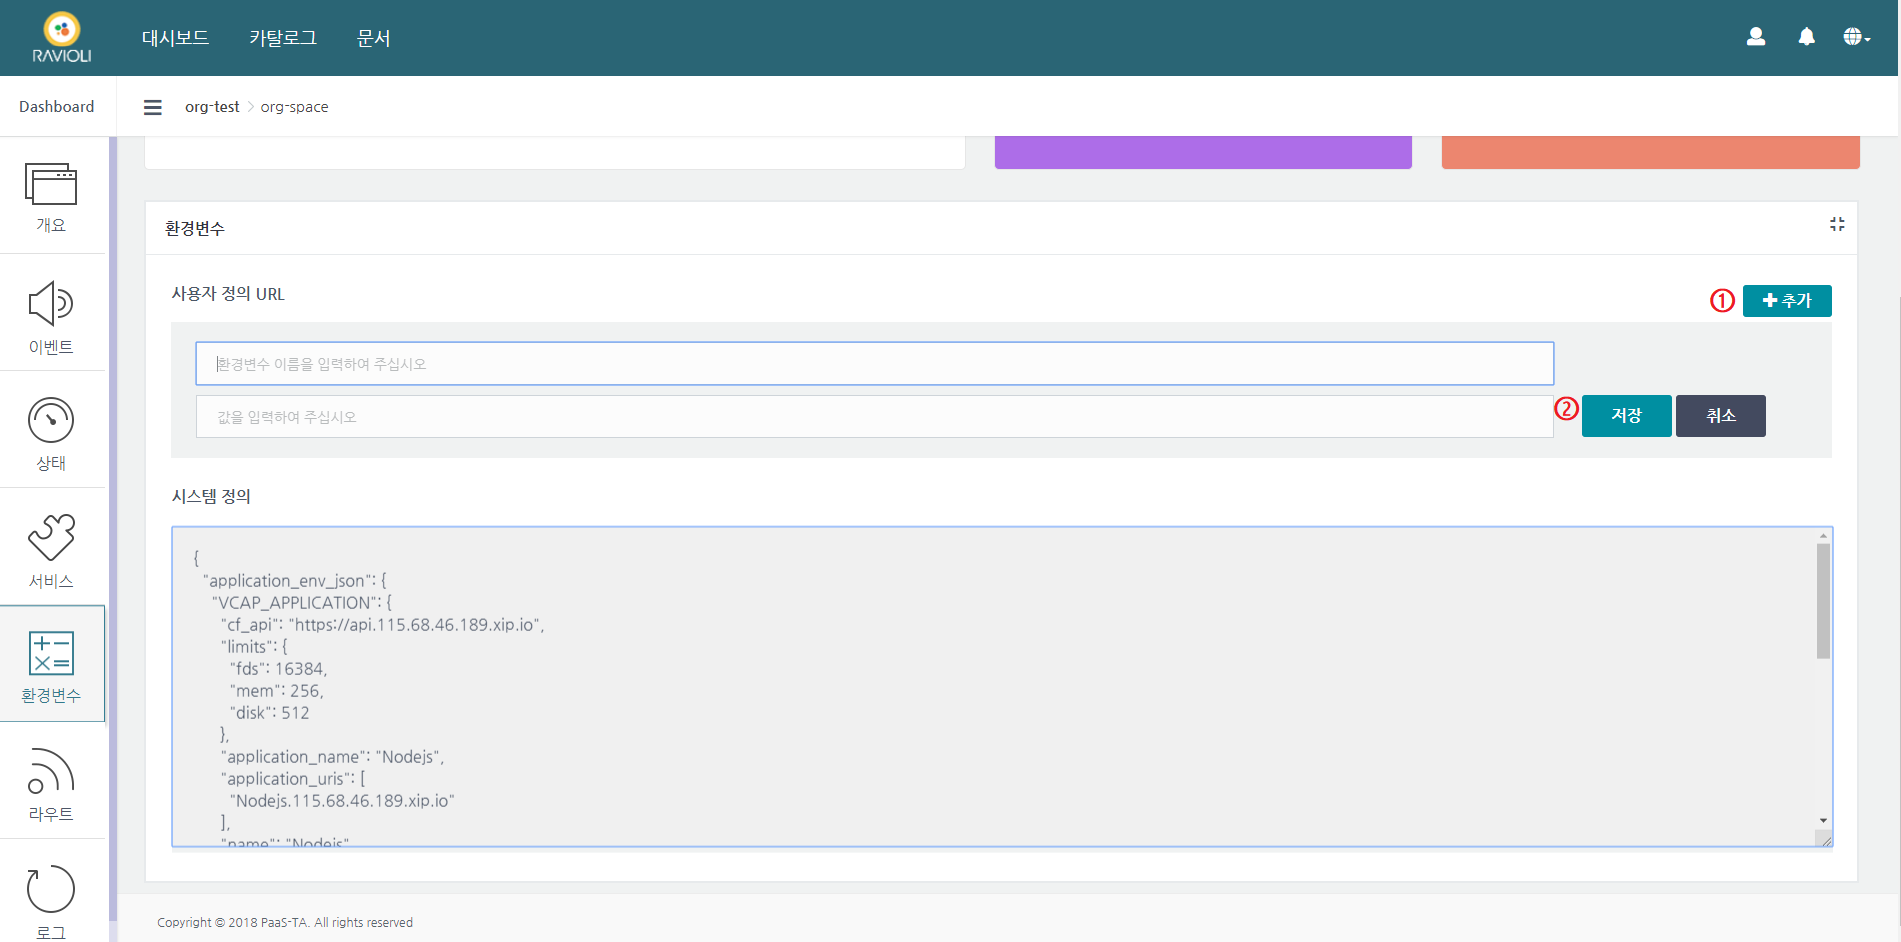 RAVIOLI
대시보드 카탈로그 문서
Dashboard
org-test > org-space
개요
이벤트
상태
서비스
환경변수
라우트
로그
환경변수
사용자 정의 URL
① + 추가
환경변수 이름을 입력하여 주십시오
값을 입력하여 주십시오
② 저장 취소
시스템 정의
{
"application_env_json": {
"VCAP_APPLICATION": {
"cf_api": "https://api.115.68.46.189.xip.io",
"limits": {
"fds": 16384,
"mem": 256,
"disk": 512
},
"application_name": "Nodejs",
"application_uris": [
"Nodejs.115.68.46.189.xip.io"
],
"name": "Nodejs"
Copyright © 2018 PaaS-TA. All rights reserved